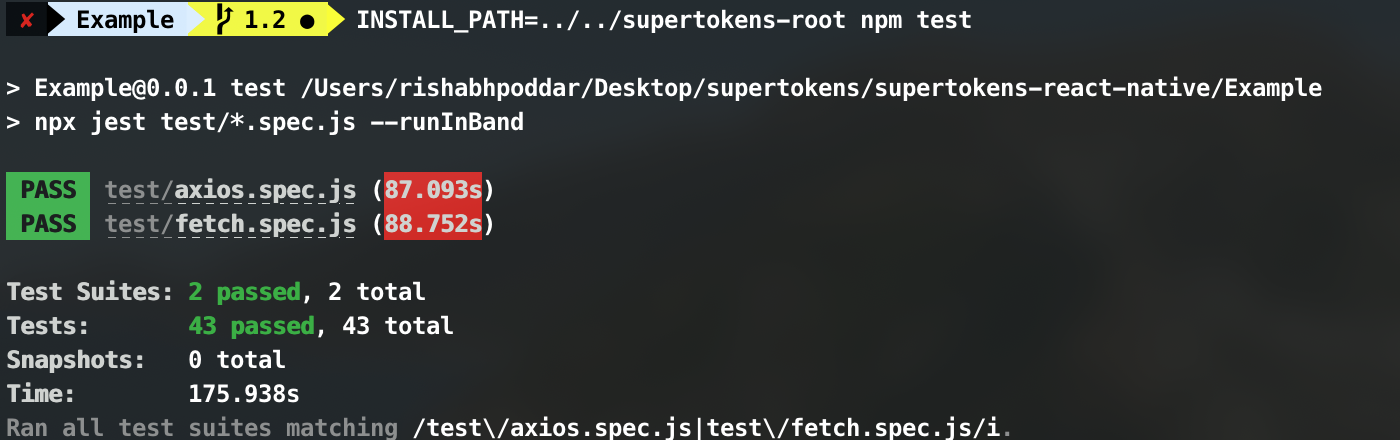 ✘ Example 1.2 ● INSTALL_PATH=../../supertokens-root npm test
> Example@0.0.1 test /Users/rishabhpoddar/Desktop/supertokens/supertokens-react-native/Example
> npx jest test/*.spec.js --runInBand
PASS test/axios.spec.js (87.093s)
PASS test/fetch.spec.js (88.752s)
Test Suites: 2 passed, 2 total
Tests: 43 passed, 43 total
Snapshots: 0 total
Time: 175.938s
Ran all test suites matching /test\/axios.spec.js|test\/fetch.spec.js/i.